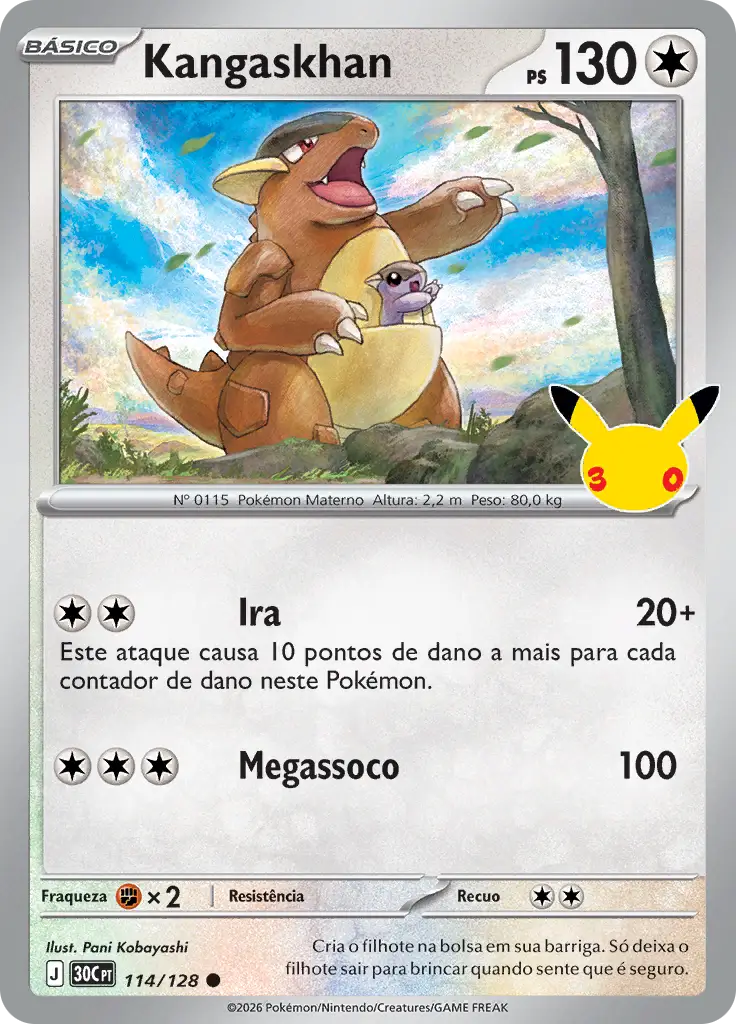 BÁSICO
Kangaskhan
PS 130
30
Nº 0115 Pokémon Materno Altura: 2,2 m Peso: 80,0 kg
Ira 20+
Este ataque causa 10 pontos de dano a mais para cada
contador de dano neste Pokémon.
Megassoco 100
Fraqueza ×2 Resistência Recuo
Ilust. Pani Kobayashi
Cria o filhote na bolsa em sua barriga. Só deixa o
filhote sair para brincar quando sente que é seguro.
J 30C PT 114/128
©2026 Pokémon/Nintendo/Creatures/GAME FREAK